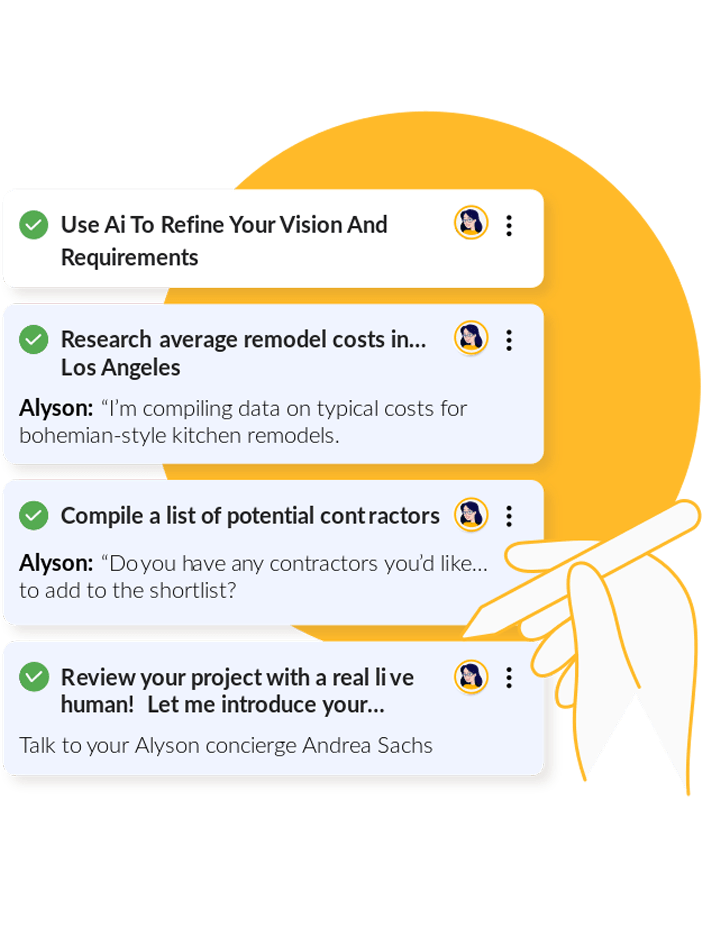 Use Ai To Refine Your Vision And
Requirements
Research average remodel costs in...
Los Angeles
Alyson: “I’m compiling data on typical costs for
bohemian-style kitchen remodels.
Compile a list of potential contractors
Alyson: “Do you have any contractors you’d like...
to add to the shortlist?
Review your project with a real live
human! Let me introduce your...
Talk to your Alyson concierge Andrea Sachs